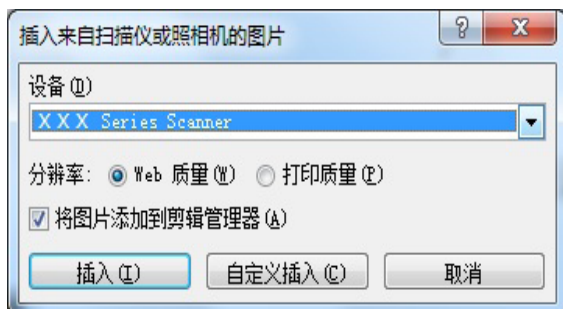 插入来自扫描仪或照相机的图片
设备(D)
XXX Series Scanner
分辨率: Web 质量(W) 打印质量(P)
将图片添加到剪辑管理器(A)
插入(I) 自定义插入(C) 取消